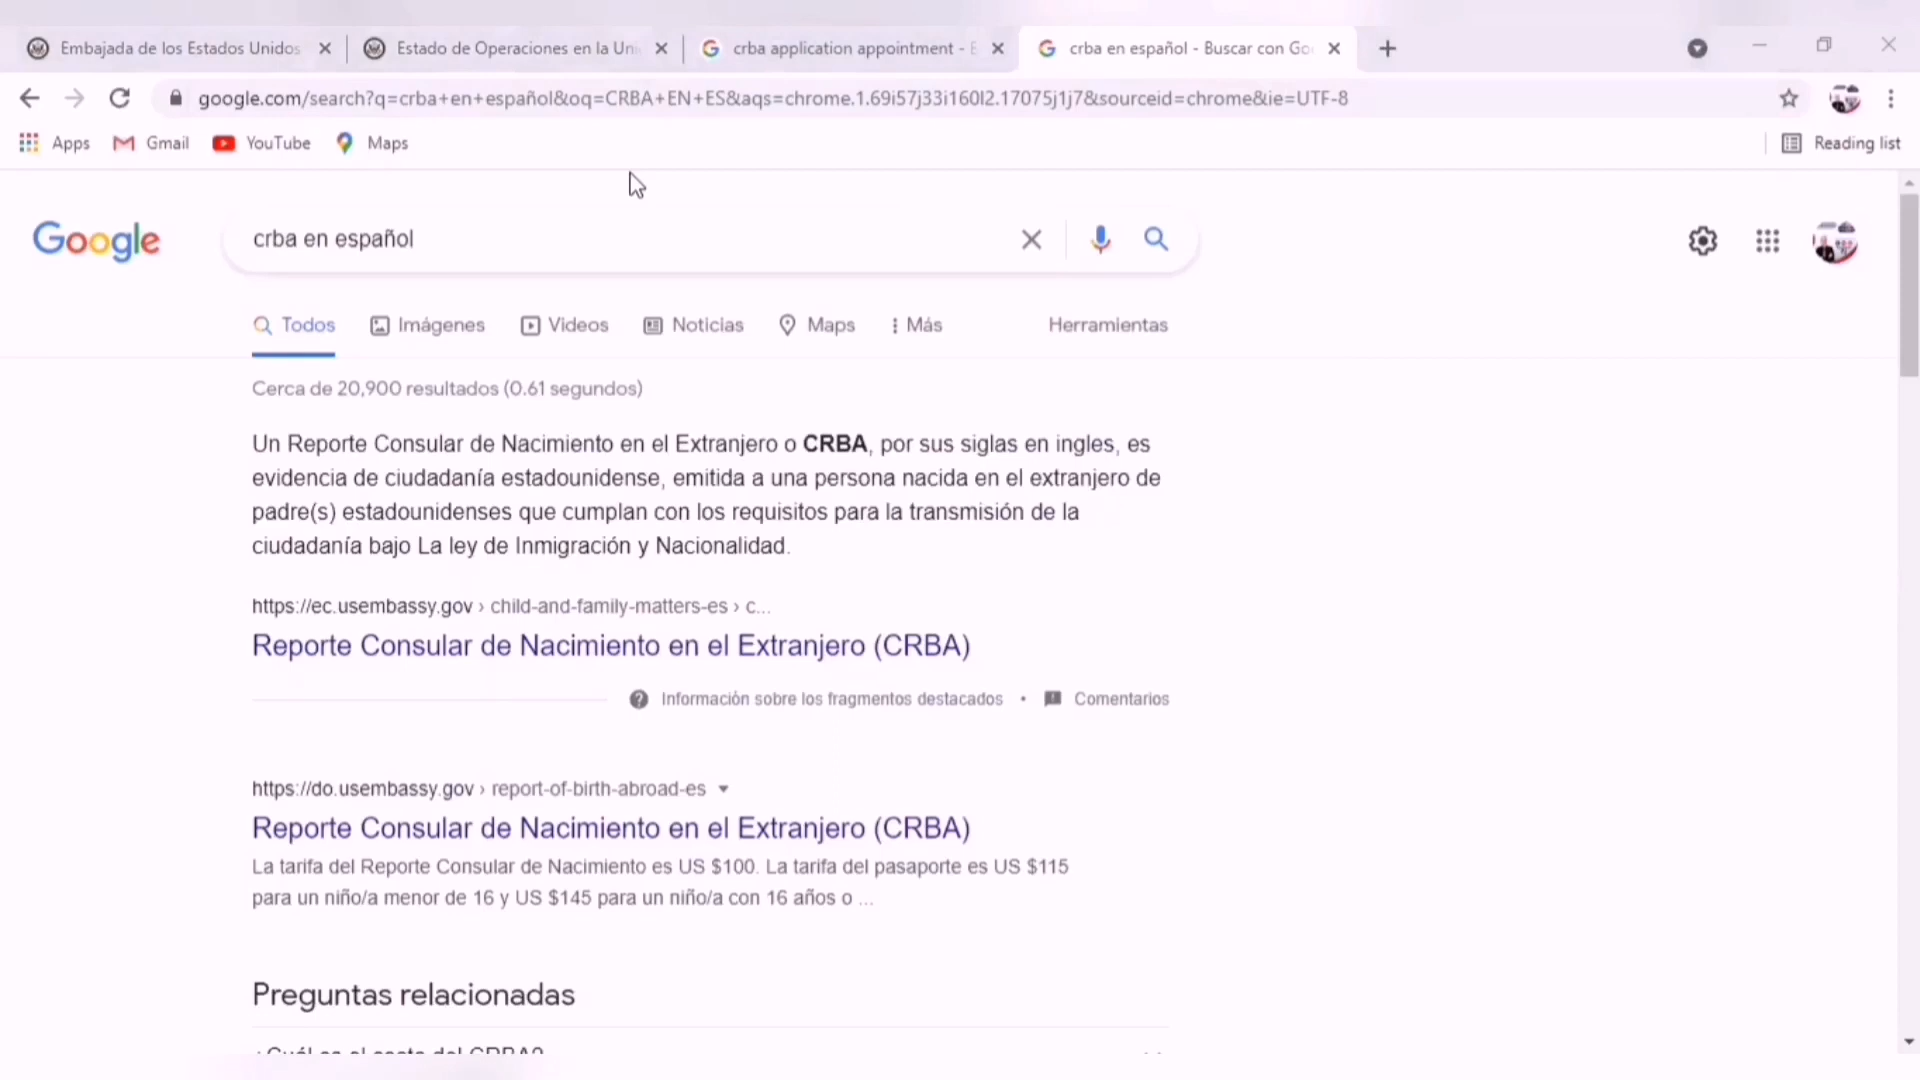 Embajada de los Estados Unidos
Estado de Operaciones en la Uni
crba application appointment - B
crba en español - Buscar con Go
google.com/search?q=crba+en+español&oq=CRBA+EN+ES&aqs=chrome.1.69i57j33i160l2.17075j1j7&sourceid=chrome&ie=UTF-8
Apps
Gmail
YouTube
Maps
Reading list
Google
crba en español
Todos
Imágenes
Videos
Noticias
Maps
Más
Herramientas
Cerca de 20,900 resultados (0.61 segundos)
Un Reporte Consular de Nacimiento en el Extranjero o CRBA, por sus siglas en ingles, es
evidencia de ciudadanía estadounidense, emitida a una persona nacida en el extranjero de
padre(s) estadounidenses que cumplan con los requisitos para la transmisión de la
ciudadanía bajo La ley de Inmigración y Nacionalidad.
https://ec.usembassy.gov › child-and-family-matters-es › c...
Reporte Consular de Nacimiento en el Extranjero (CRBA)
Información sobre los fragmentos destacados • Comentarios
https://do.usembassy.gov › report-of-birth-abroad-es
Reporte Consular de Nacimiento en el Extranjero (CRBA)
La tarifa del Reporte Consular de Nacimiento es US $100. La tarifa del pasaporte es US $115
para un niño/a menor de 16 y US $145 para un niño/a con 16 años o ...
Preguntas relacionadas
¿Cuál es el costo del CRBA?